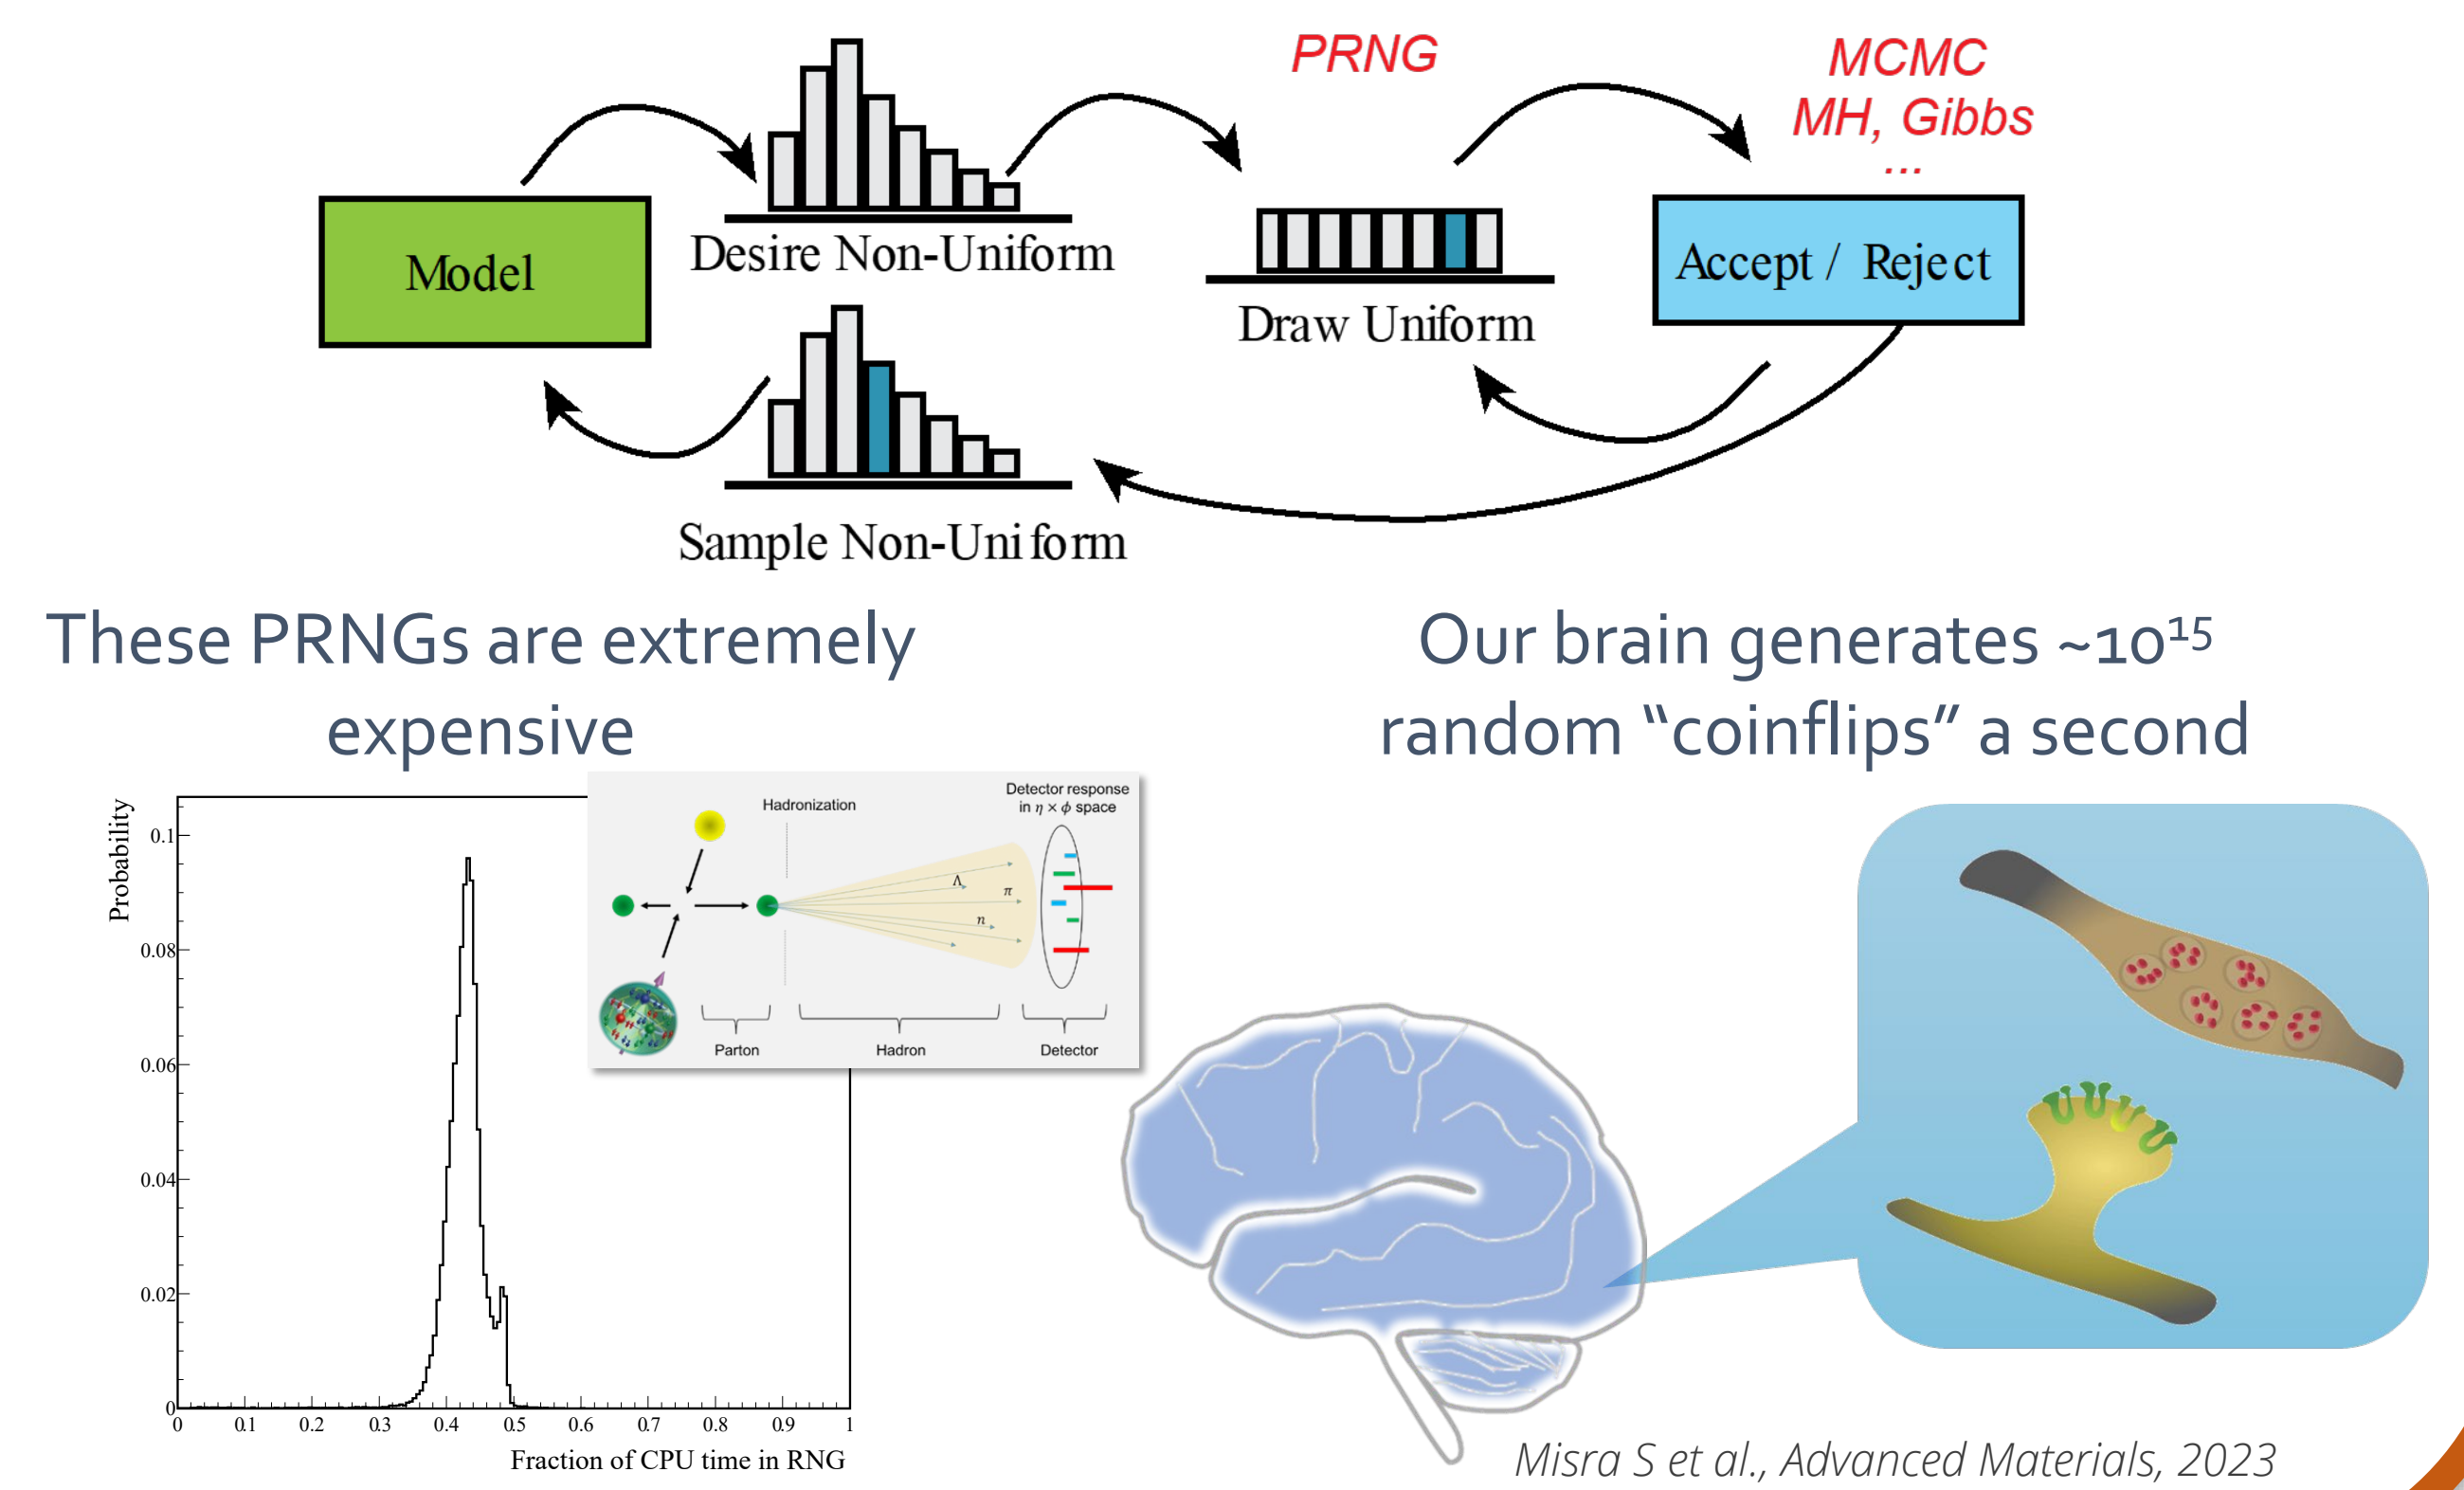 PRNG
MCMC
MH, Gibbs
...
Model
Desire Non-Uniform
Draw Uniform
Accept / Reject
Sample Non-Uniform
These PRNGs are extremely
expensive
Our brain generates ~10¹⁵
random “coinflips” a second
Probability
0.1
0.08
0.06
0.04
0.02
0
0 0.1 0.2 0.3 0.4 0.5 0.6 0.7 0.8 0.9 1
Fraction of CPU time in RNG
Hadronization
Detector response
in η × ϕ space
Λ
π
n
Parton
Hadron
Detector
Misra S et al., Advanced Materials, 2023